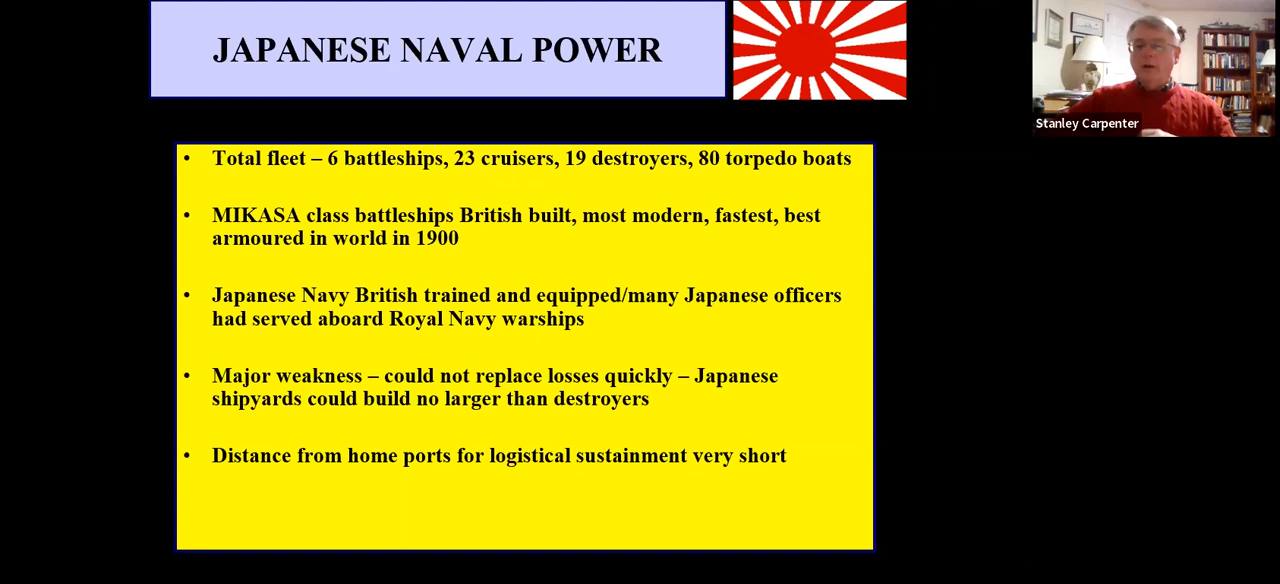 JAPANESE NAVAL POWER
• Total fleet – 6 battleships, 23 cruisers, 19 destroyers, 80 torpedo boats
• MIKASA class battleships British built, most modern, fastest, best
armoured in world in 1900
• Japanese Navy British trained and equipped/many Japanese officers
had served aboard Royal Navy warships
• Major weakness – could not replace losses quickly – Japanese
shipyards could build no larger than destroyers
• Distance from home ports for logistical sustainment very short
Stanley Carpenter